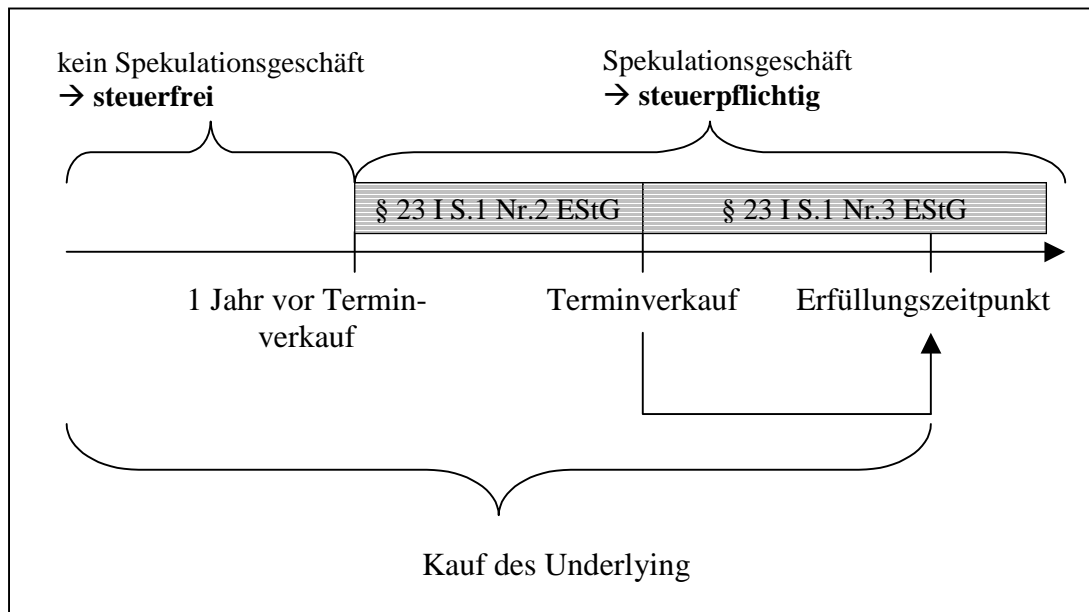 kein Spekulationsgeschäft
→ steuerfrei
Spekulationsgeschäft
→ steuerpflichtig
§ 23 I S.1 Nr.2 EStG
§ 23 I S.1 Nr.3 EStG
1 Jahr vor Termin-
verkauf
Terminverkauf
Erfüllungszeitpunkt
Kauf des Underlying